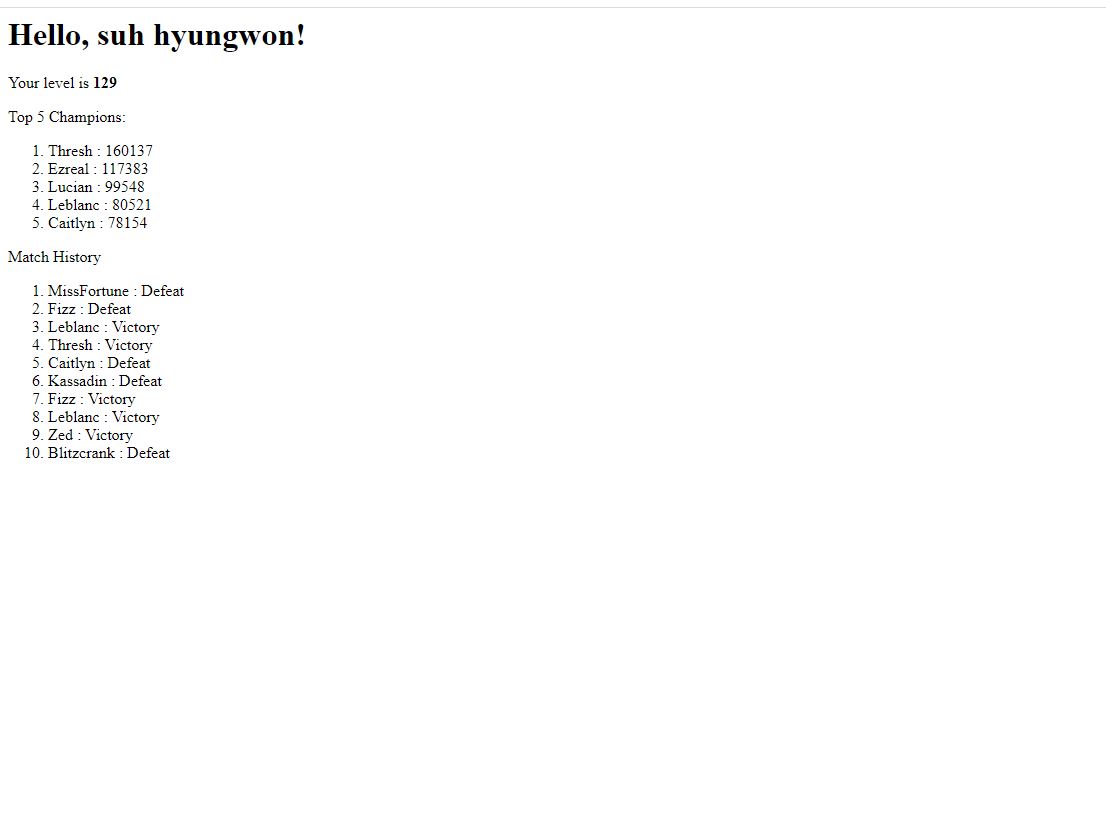 Hello, suh hyungwon!
Your level is 129
Top 5 Champions:
1. Thresh : 160137
2. Ezreal : 117383
3. Lucian : 99548
4. Leblanc : 80521
5. Caitlyn : 78154
Match History
1. MissFortune : Defeat
2. Fizz : Defeat
3. Leblanc : Victory
4. Thresh : Victory
5. Caitlyn : Defeat
6. Kassadin : Defeat
7. Fizz : Victory
8. Leblanc : Victory
9. Zed : Victory
10. Blitzcrank : Defeat